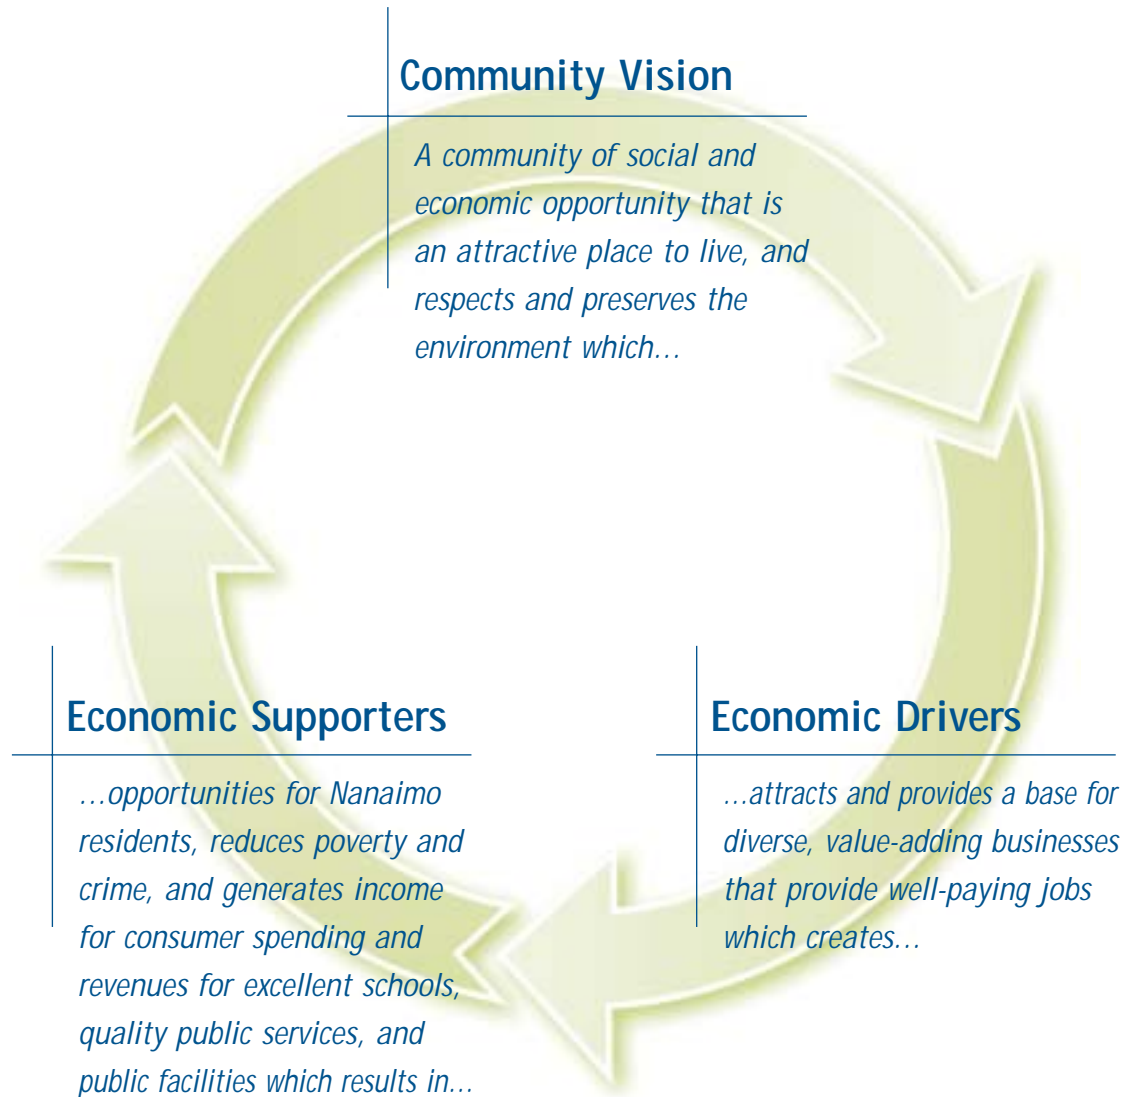 Community Vision
A community of social and
economic opportunity that is
an attractive place to live, and
respects and preserves the
environment which...
Economic Supporters
...opportunities for Nanaimo
residents, reduces poverty and
crime, and generates income
for consumer spending and
revenues for excellent schools,
quality public services, and
public facilities which results in...
Economic Drivers
...attracts and provides a base for
diverse, value-adding businesses
that provide well-paying jobs
which creates...